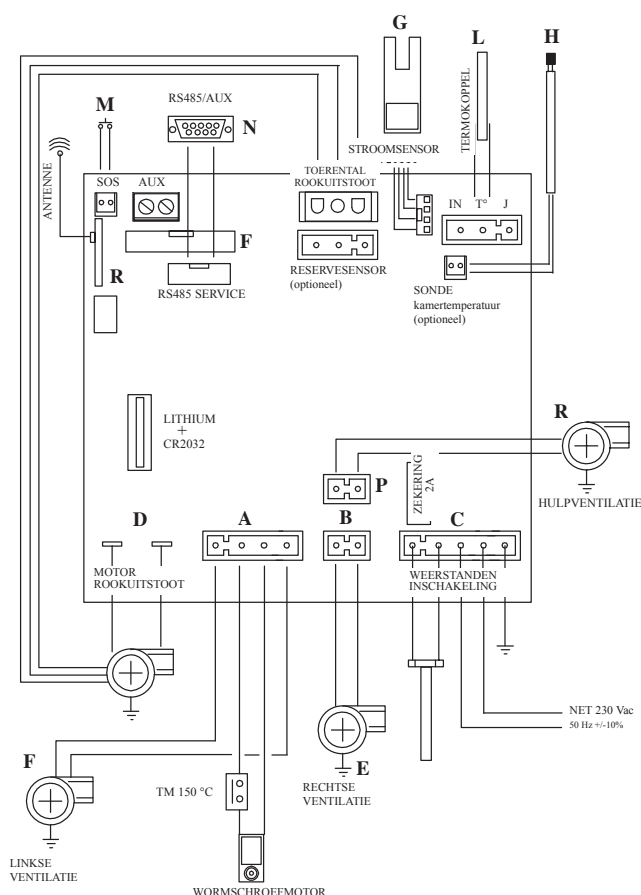 G
L
H
RS485/AUX
M
N
TERMOKOPPEL
STROOMSENSOR
ANTENNE
SOS
AUX
TOERENTAL
ROOKUITSTOOT
IN T° J
F
R
RS485 SERVICE
RESERVESENSOR
(optioneel)
SONDE
kamertemperatuur
(optioneel)
LITHIUM
+
CR2032
R
P
ZEKERING
2A
HULPVENTILATIE
D
A
B
C
MOTOR
ROOKUITSTOOT
WEERSTANDEN
INSCHAKELING
NET 230 Vac
50 Hz +/-10%
F
E
TM 150 °C
RECHTSE
VENTILATIE
LINKSE
VENTILATIE
WORMSCHROEFMOTOR